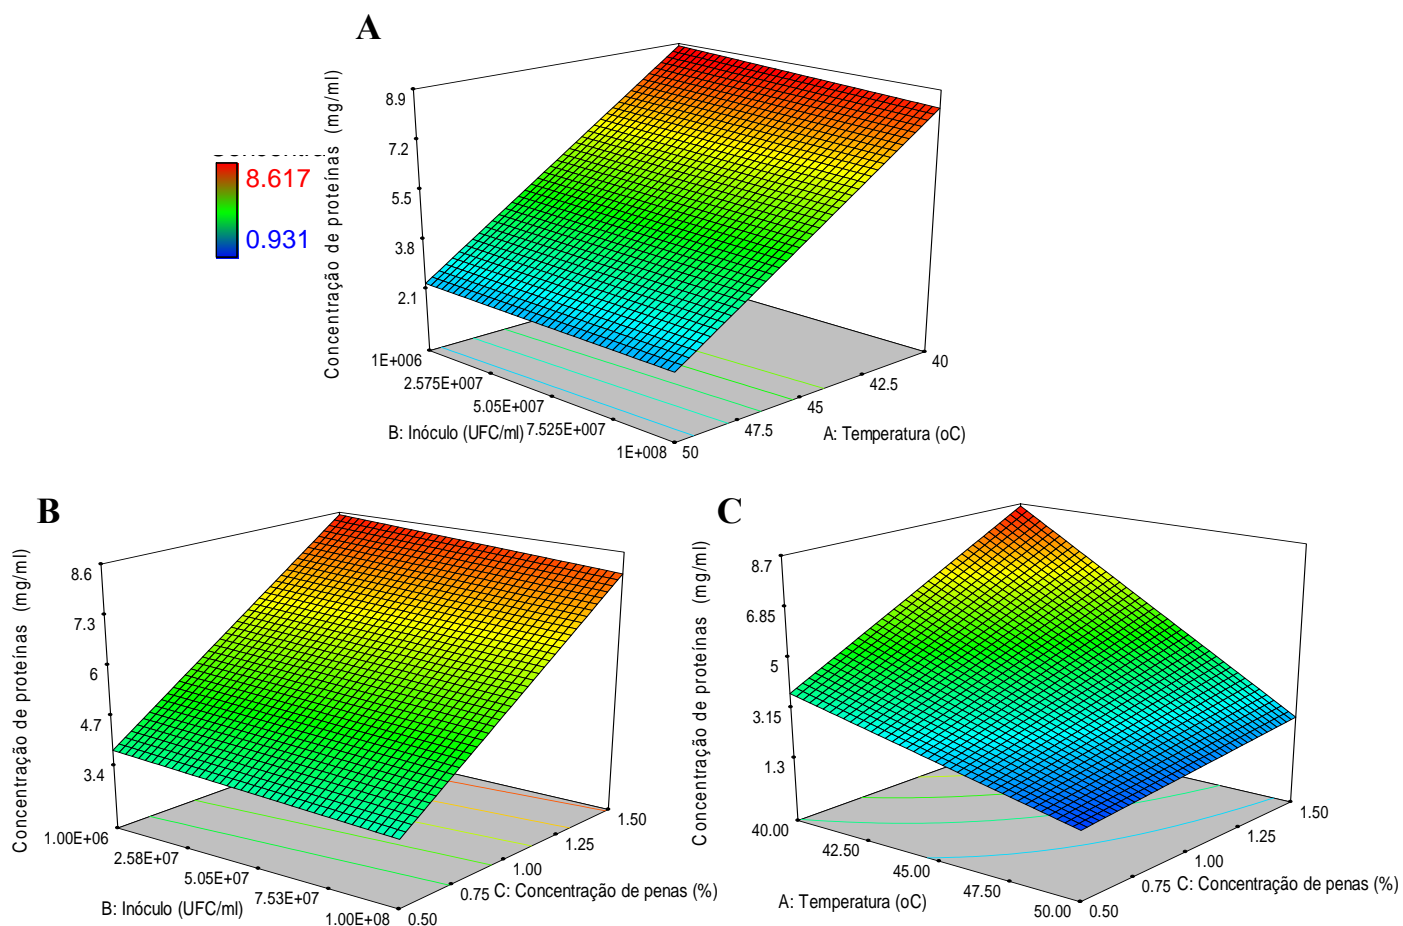 A
Concentração de proteínas (mg/ml)
8.9
7.2
5.5
3.8
2.1
8.617
0.931
1E+006
2.575E+007
5.05E+007
7.525E+007
1E+008
B: Inóculo (UFC/ml)
50
47.5
45
42.5
40
A: Temperatura (oC)
B
Concentração de proteínas (mg/ml)
8.6
7.3
6
4.7
3.4
1.00E+06
2.58E+07
5.05E+07
7.53E+07
1.00E+08
B: Inóculo (UFC/ml)
0.50
0.75
1.00
1.25
1.50
C: Concentração de penas (%)
C
Concentração de proteínas (mg/ml)
8.7
6.85
5
3.15
1.3
40.00
42.50
45.00
47.50
50.00
A: Temperatura (oC)
0.50
0.75
1.00
1.25
1.50
C: Concentração de penas (%)